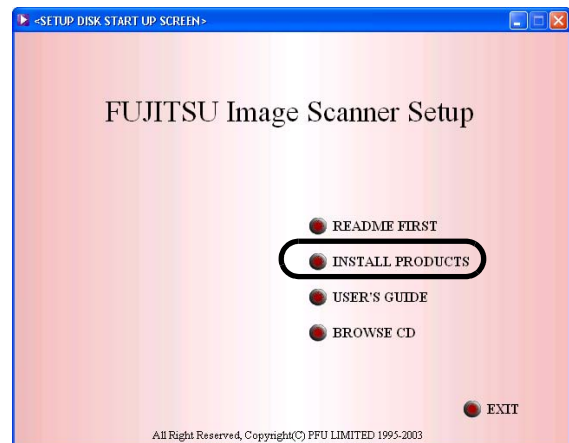 <SETUP DISK START UP SCREEN>
FUJITSU Image Scanner Setup
README FIRST
INSTALL PRODUCTS
USER'S GUIDE
BROWSE CD
EXIT
All Right Reserved, Copyright(C) PFU LIMITED 1995-2003